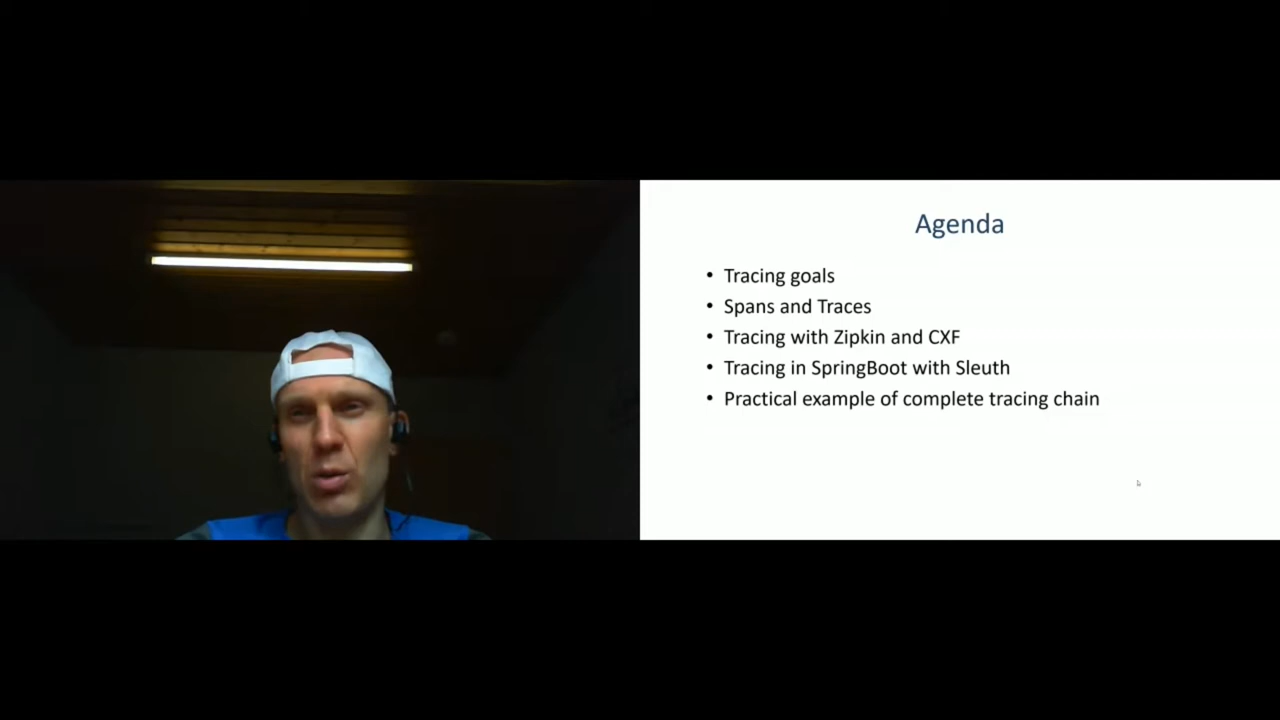 Agenda
• Tracing goals
• Spans and Traces
• Tracing with Zipkin and CXF
• Tracing in SpringBoot with Sleuth
• Practical example of complete tracing chain